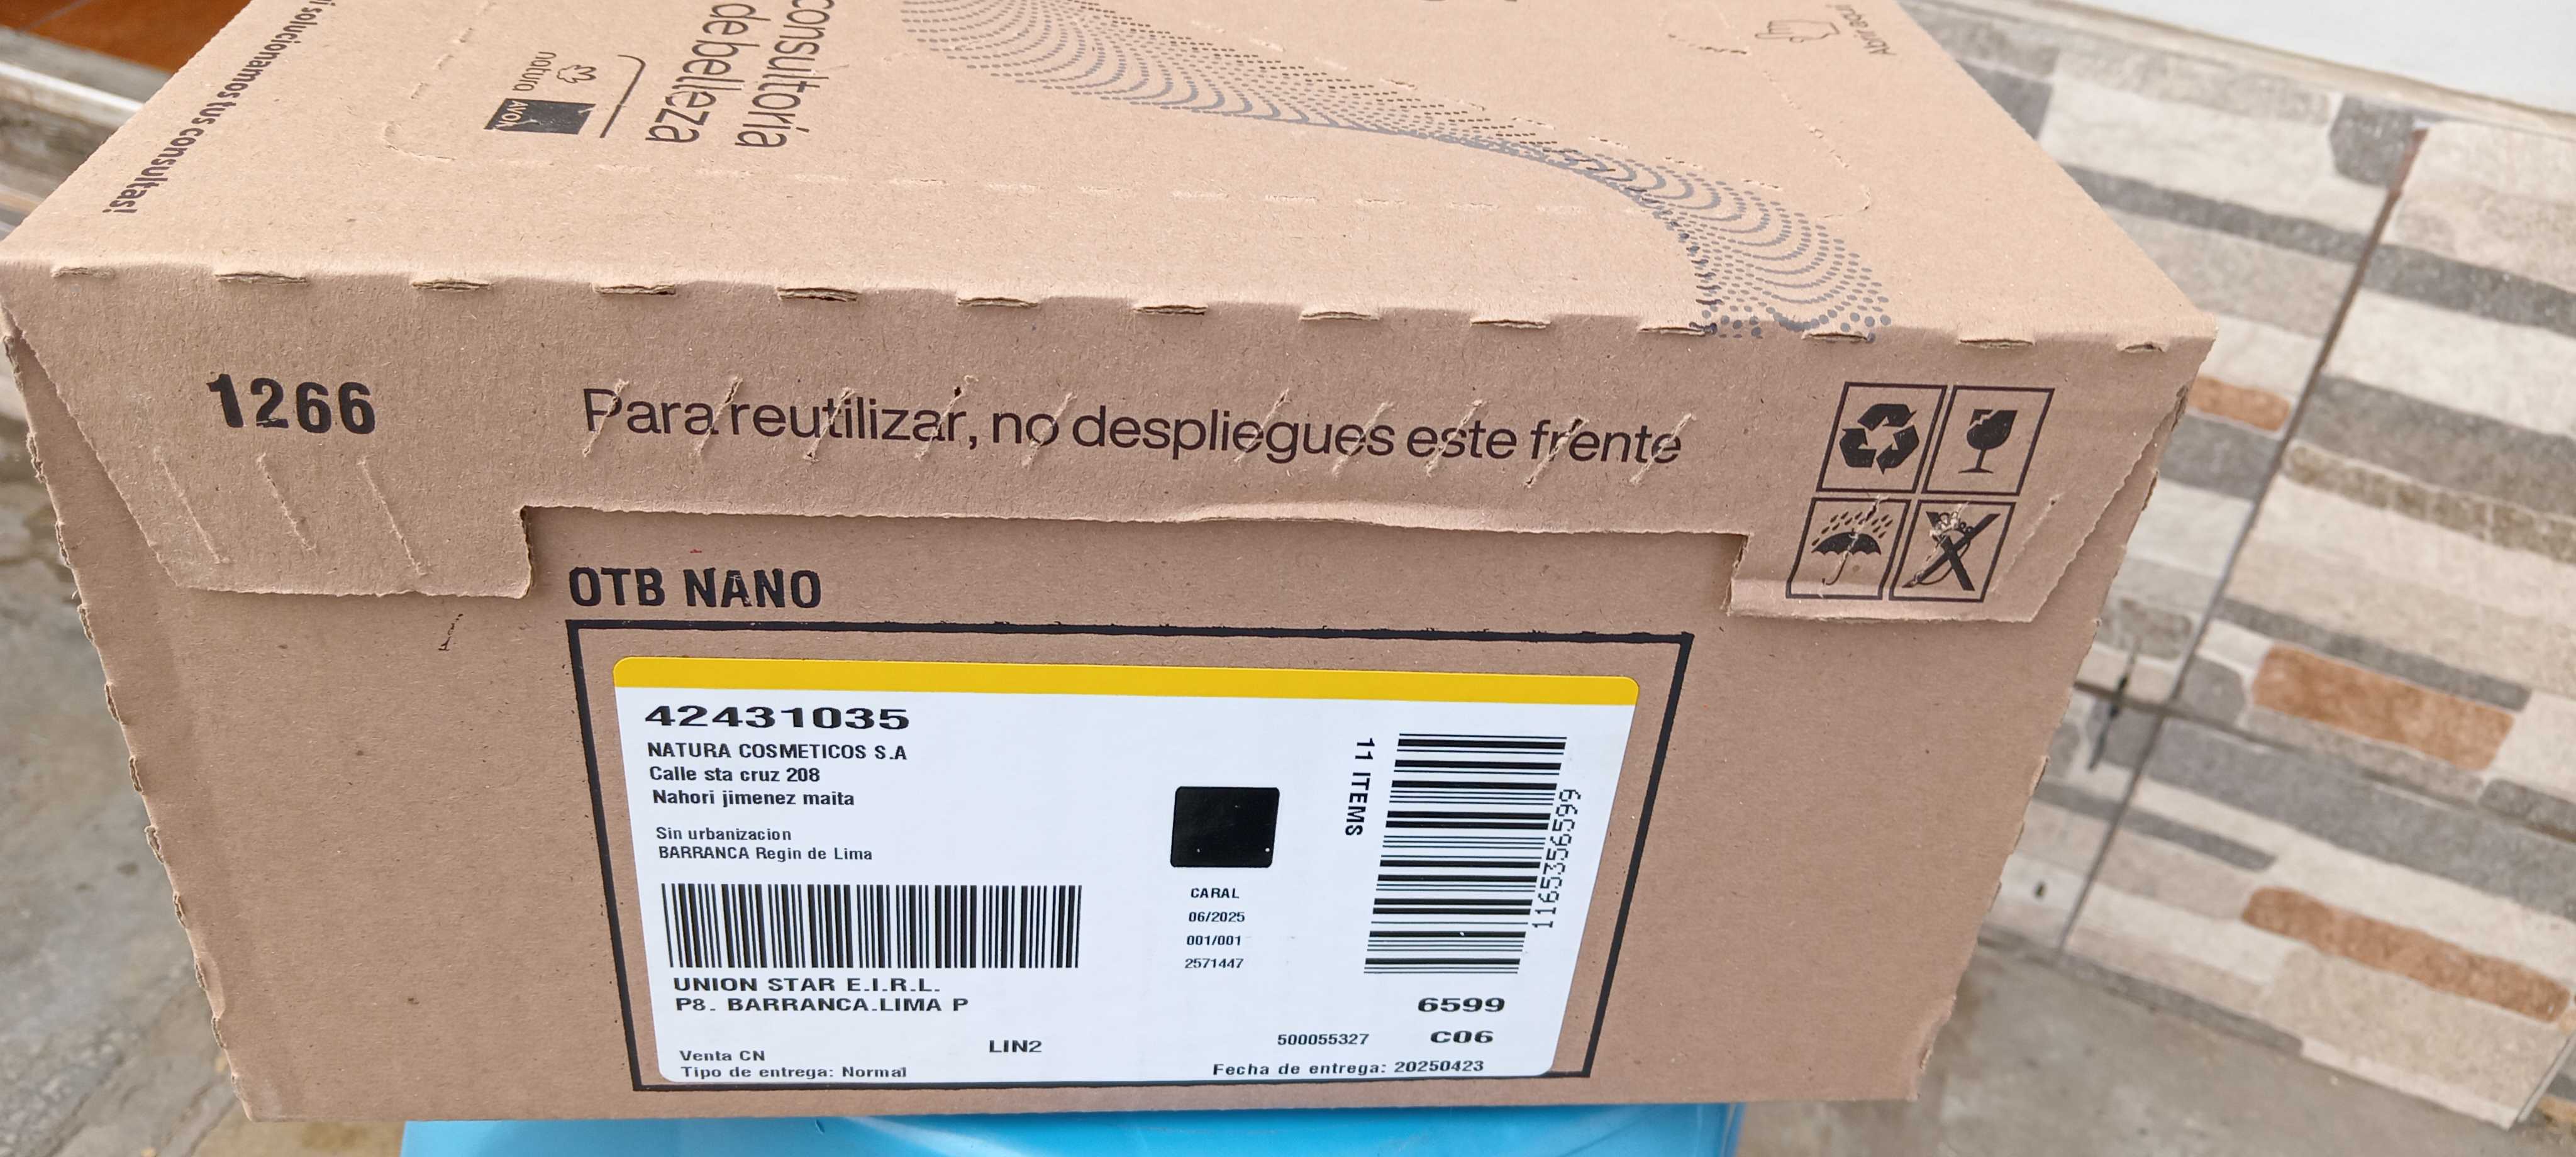 ¡solucionamos tus consultas!
natura
AVON
consultoría
de belleza
Abrir aquí
1266
Para reutilizar, no despliegues este frente
OTB NANO
42431035
NATURA COSMETICOS S.A
Calle sta cruz 208
Nahori jimenez maita
Sin urbanizacion
BARRANCA Regin de Lima
UNION STAR E.I.R.L.
P8. BARRANCA.LIMA P
LIN2
Venta CN
Tipo de entrega: Normal
CARAL
06/2025
001/001
2571447
11 ITEMS
1165356599
6599
500055327
C06
Fecha de entrega: 20250423